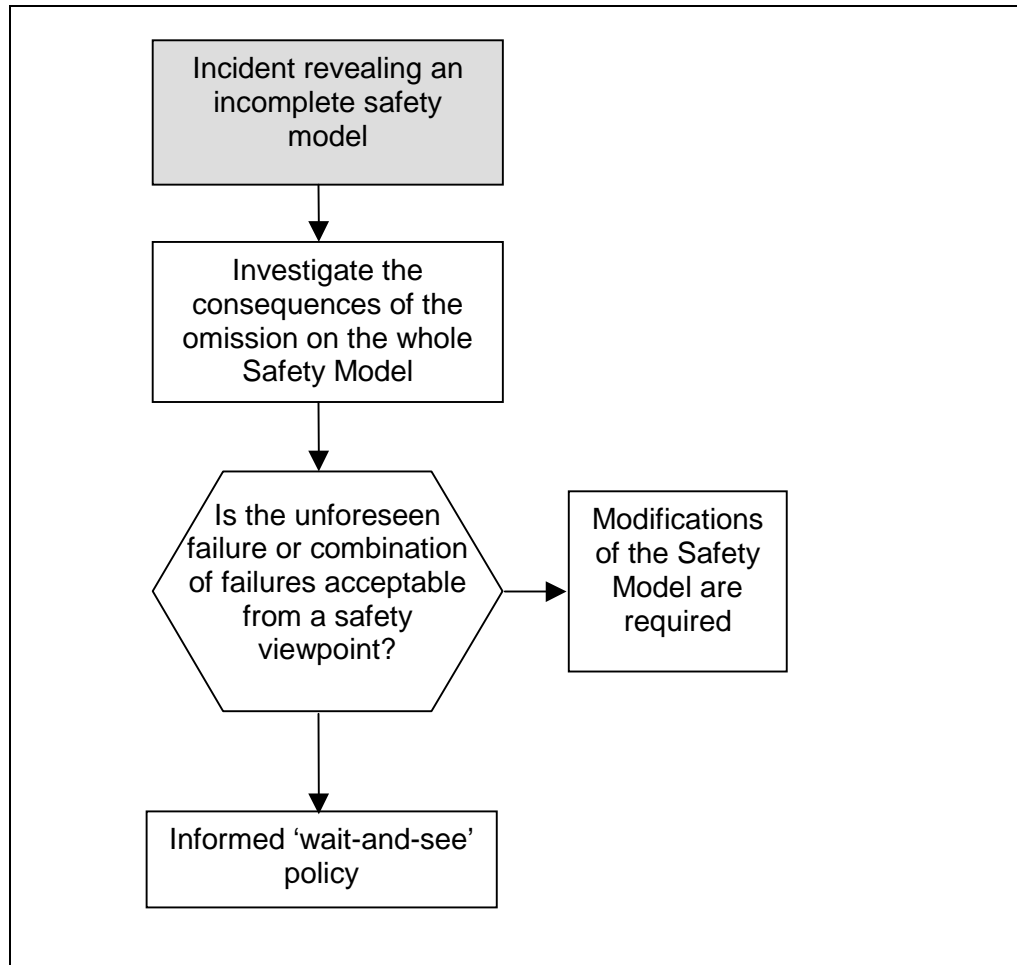 Incident revealing an
incomplete safety
model
Investigate the
consequences of the
omission on the whole
Safety Model
Is the unforeseen
failure or combination
of failures acceptable
from a safety
viewpoint?
Modifications
of the Safety
Model are
required
Informed ‘wait-and-see’
policy